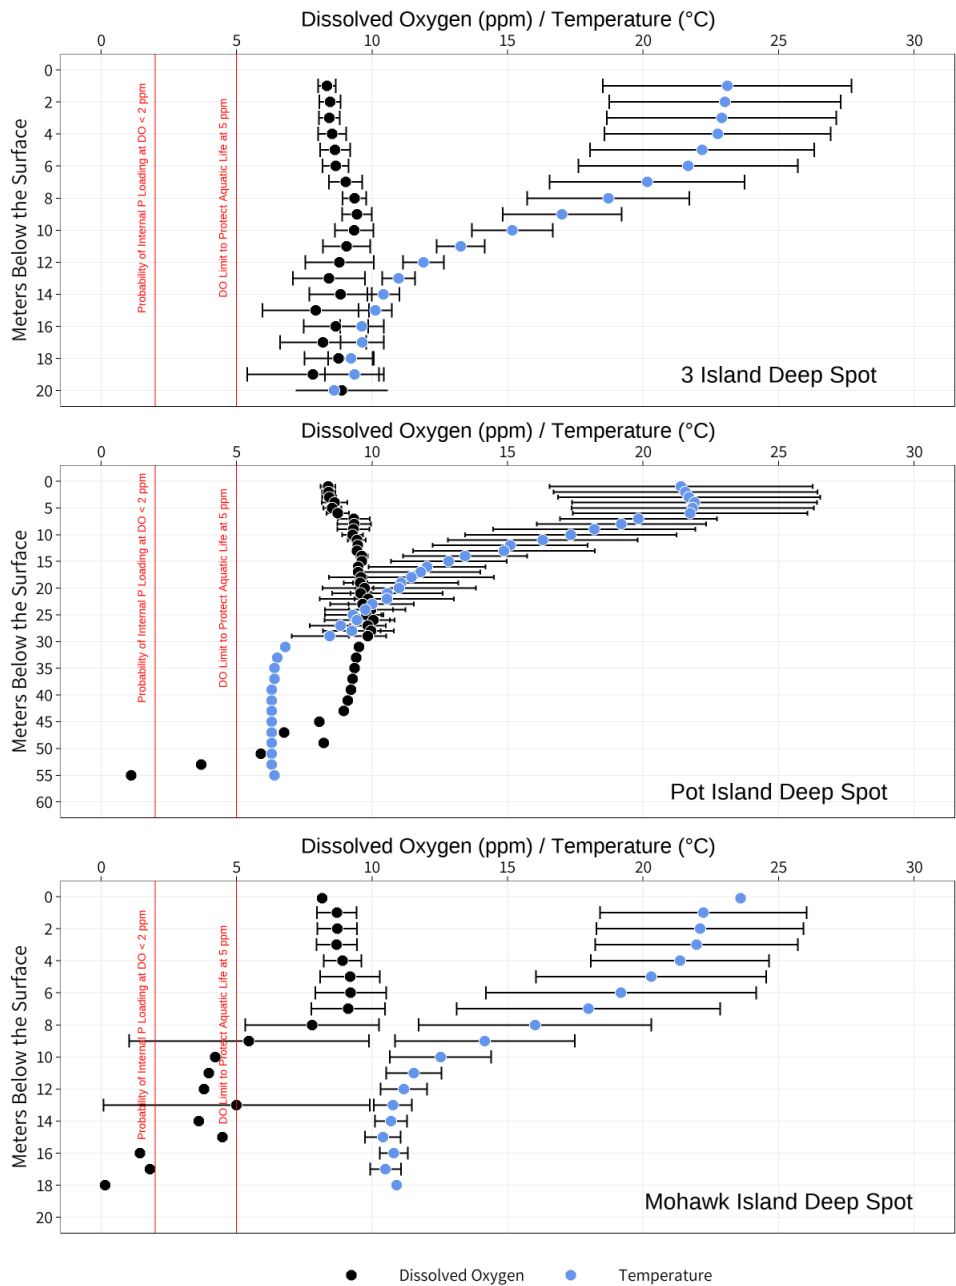 Dissolved Oxygen (ppm) / Temperature (°C)
0 5 10 15 20 25 30
Meters Below the Surface
0
2
4
6
8
10
12
14
16
18
20
Probability of Internal P Loading at DO < 2 ppm
DO Limit to Protect Aquatic Life at 5 ppm
3 Island Deep Spot
Dissolved Oxygen (ppm) / Temperature (°C)
0 5 10 15 20 25 30
Meters Below the Surface
0
5
10
15
20
25
30
35
40
45
50
55
60
Probability of Internal P Loading at DO < 2 ppm
DO Limit to Protect Aquatic Life at 5 ppm
Pot Island Deep Spot
Dissolved Oxygen (ppm) / Temperature (°C)
0 5 10 15 20 25 30
Meters Below the Surface
0
2
4
6
8
10
12
14
16
18
20
Probability of Internal P Loading at DO < 2 ppm
DO Limit to Protect Aquatic Life at 5 ppm
Mohawk Island Deep Spot
Dissolved Oxygen Temperature